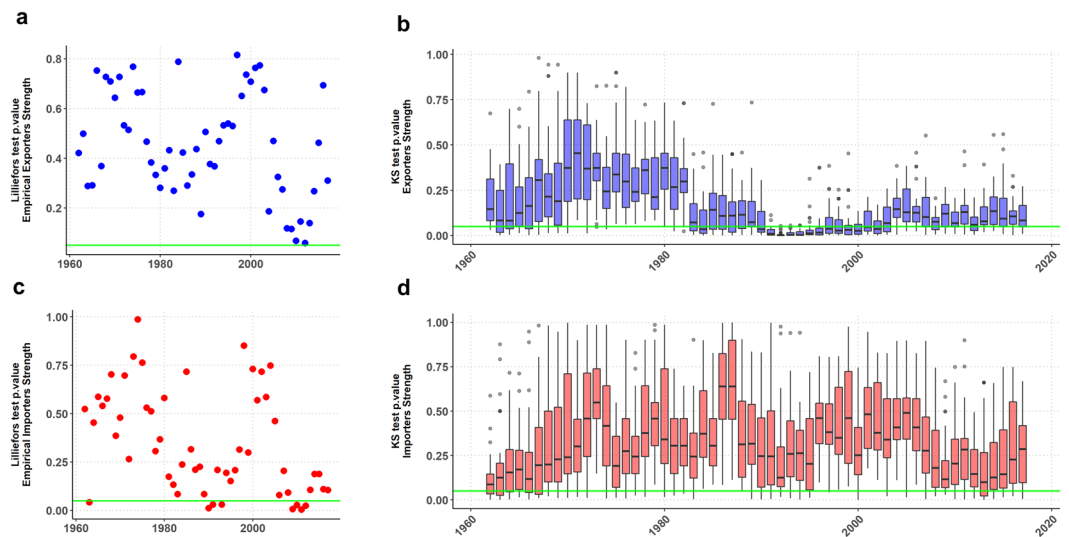 a
Lilliefors test p.value
Empirical Exporters Strength
0.8
0.6
0.4
0.2
1960
1980
2000
b
KS test p.value
Exporters Strength
1.00
0.75
0.50
0.25
0.00
1960
1980
2000
2020
c
Lilliefors test p.value
Empirical Importers Strength
1.00
0.75
0.50
0.25
0.00
1960
1980
2000
d
KS test p.value
Importers Strength
1.00
0.75
0.50
0.25
0.00
1960
1980
2000
2020